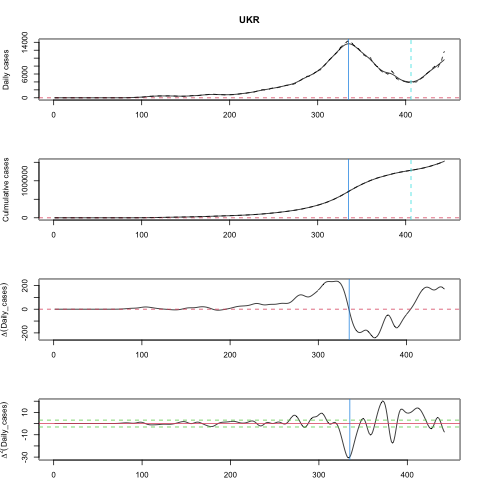 UKR
Daily cases
14000
6000
0
0 100 200 300 400
Culmulative cases
1000000
0
0 100 200 300 400
Δ(Daily_cases)
200
0
-200
0 100 200 300 400
Δ²(Daily_cases)
10
-10
-30
0 100 200 300 400